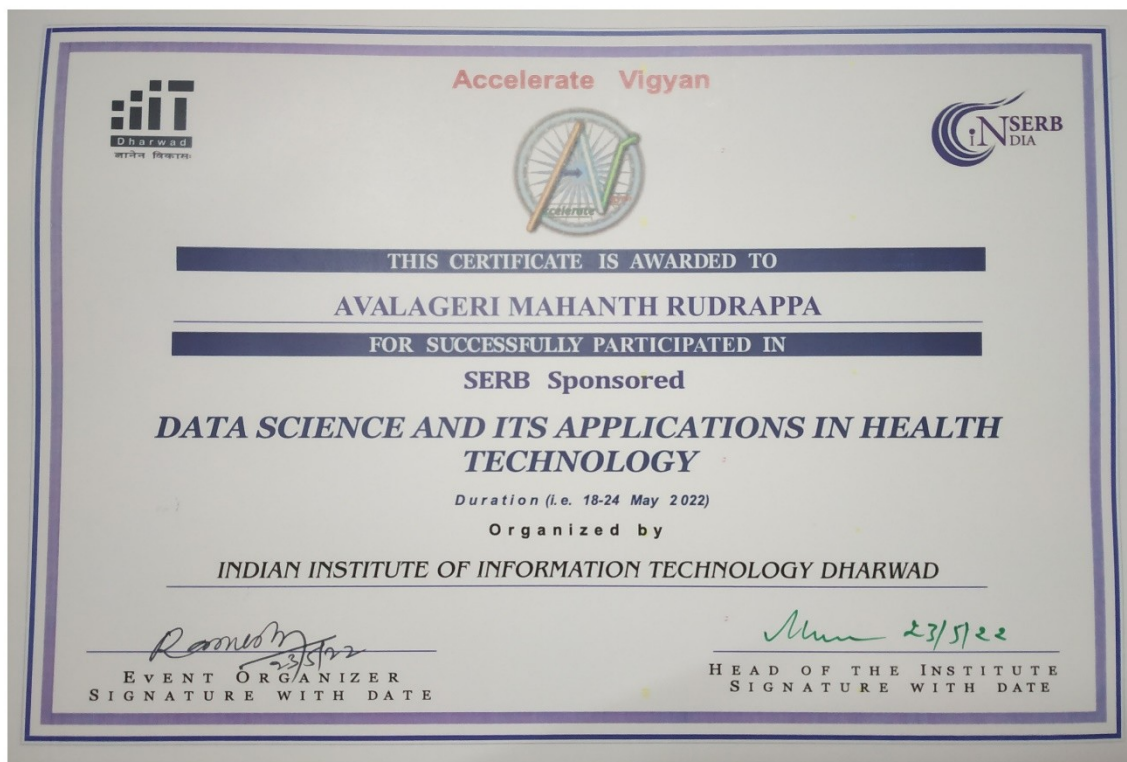 Accelerate Vigyan
iiiT
Dharwad
ज्ञानेन विकासः
SERB
iNDIA
THIS CERTIFICATE IS AWARDED TO
AVALAGERI MAHANTH RUDRAPPA
FOR SUCCESSFULLY PARTICIPATED IN
SERB Sponsored
DATA SCIENCE AND ITS APPLICATIONS IN HEALTH
TECHNOLOGY
Duration (i.e. 18-24 May 2022)
Organized by
INDIAN INSTITUTE OF INFORMATION TECHNOLOGY DHARWAD
23/5/22
EVENT ORGANIZER
SIGNATURE WITH DATE
23/5/22
HEAD OF THE INSTITUTE
SIGNATURE WITH DATE